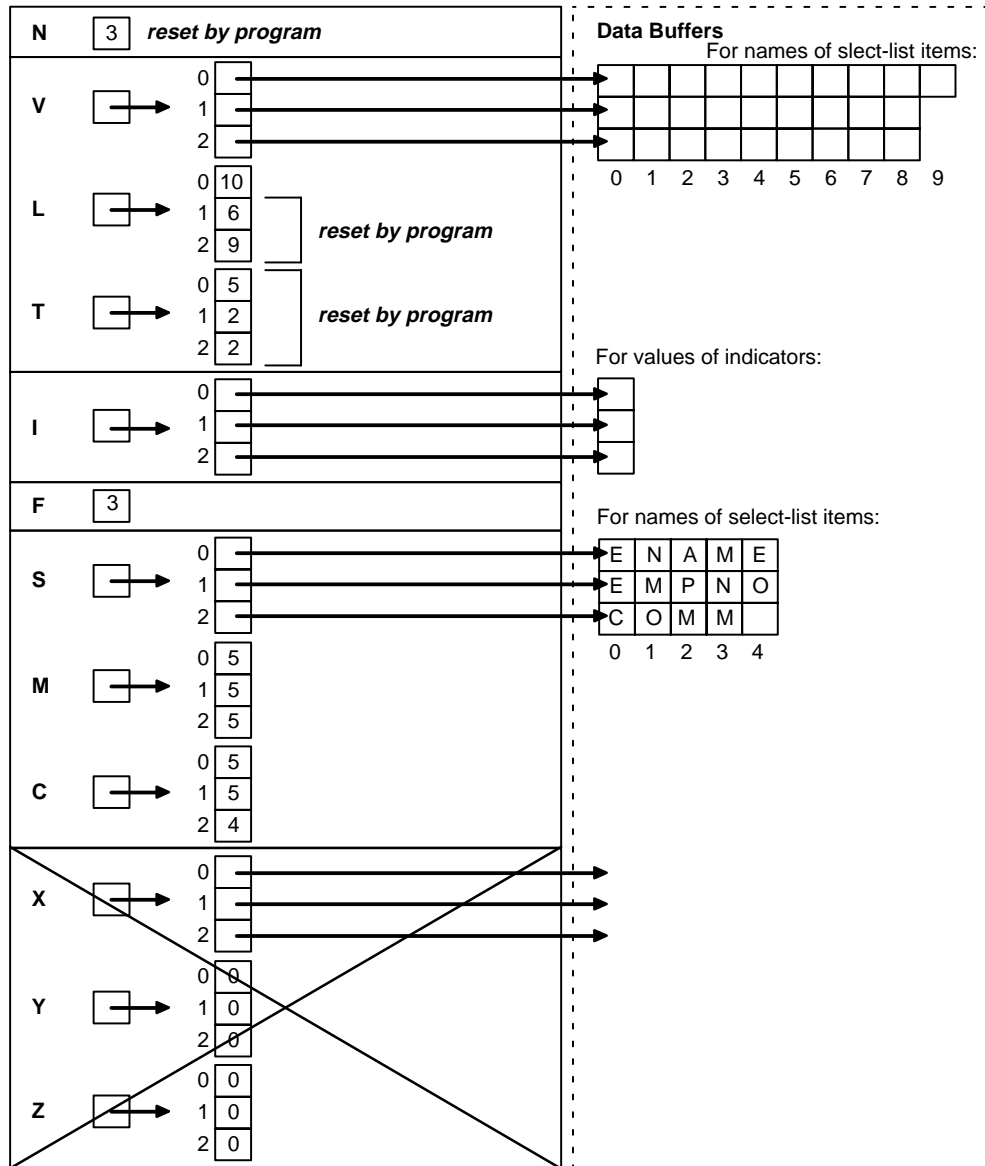 N 3 reset by program
Data Buffers
For names of slect-list items:
V
0
1
2
0 1 2 3 4 5 6 7 8 9
L
0 10
1 6
2 9
reset by program
T
0 5
1 2
2 2
reset by program
For values of indicators:
I
0
1
2
F 3
For names of select-list items:
S
0
1
2
E N A M E
E M P N O
C O M M
0 1 2 3 4
M
0 5
1 5
2 5
C
0 5
1 5
2 4
X
0
1
2
Y
0 0
1 0
2 0
Z
0 0
1 0
2 0